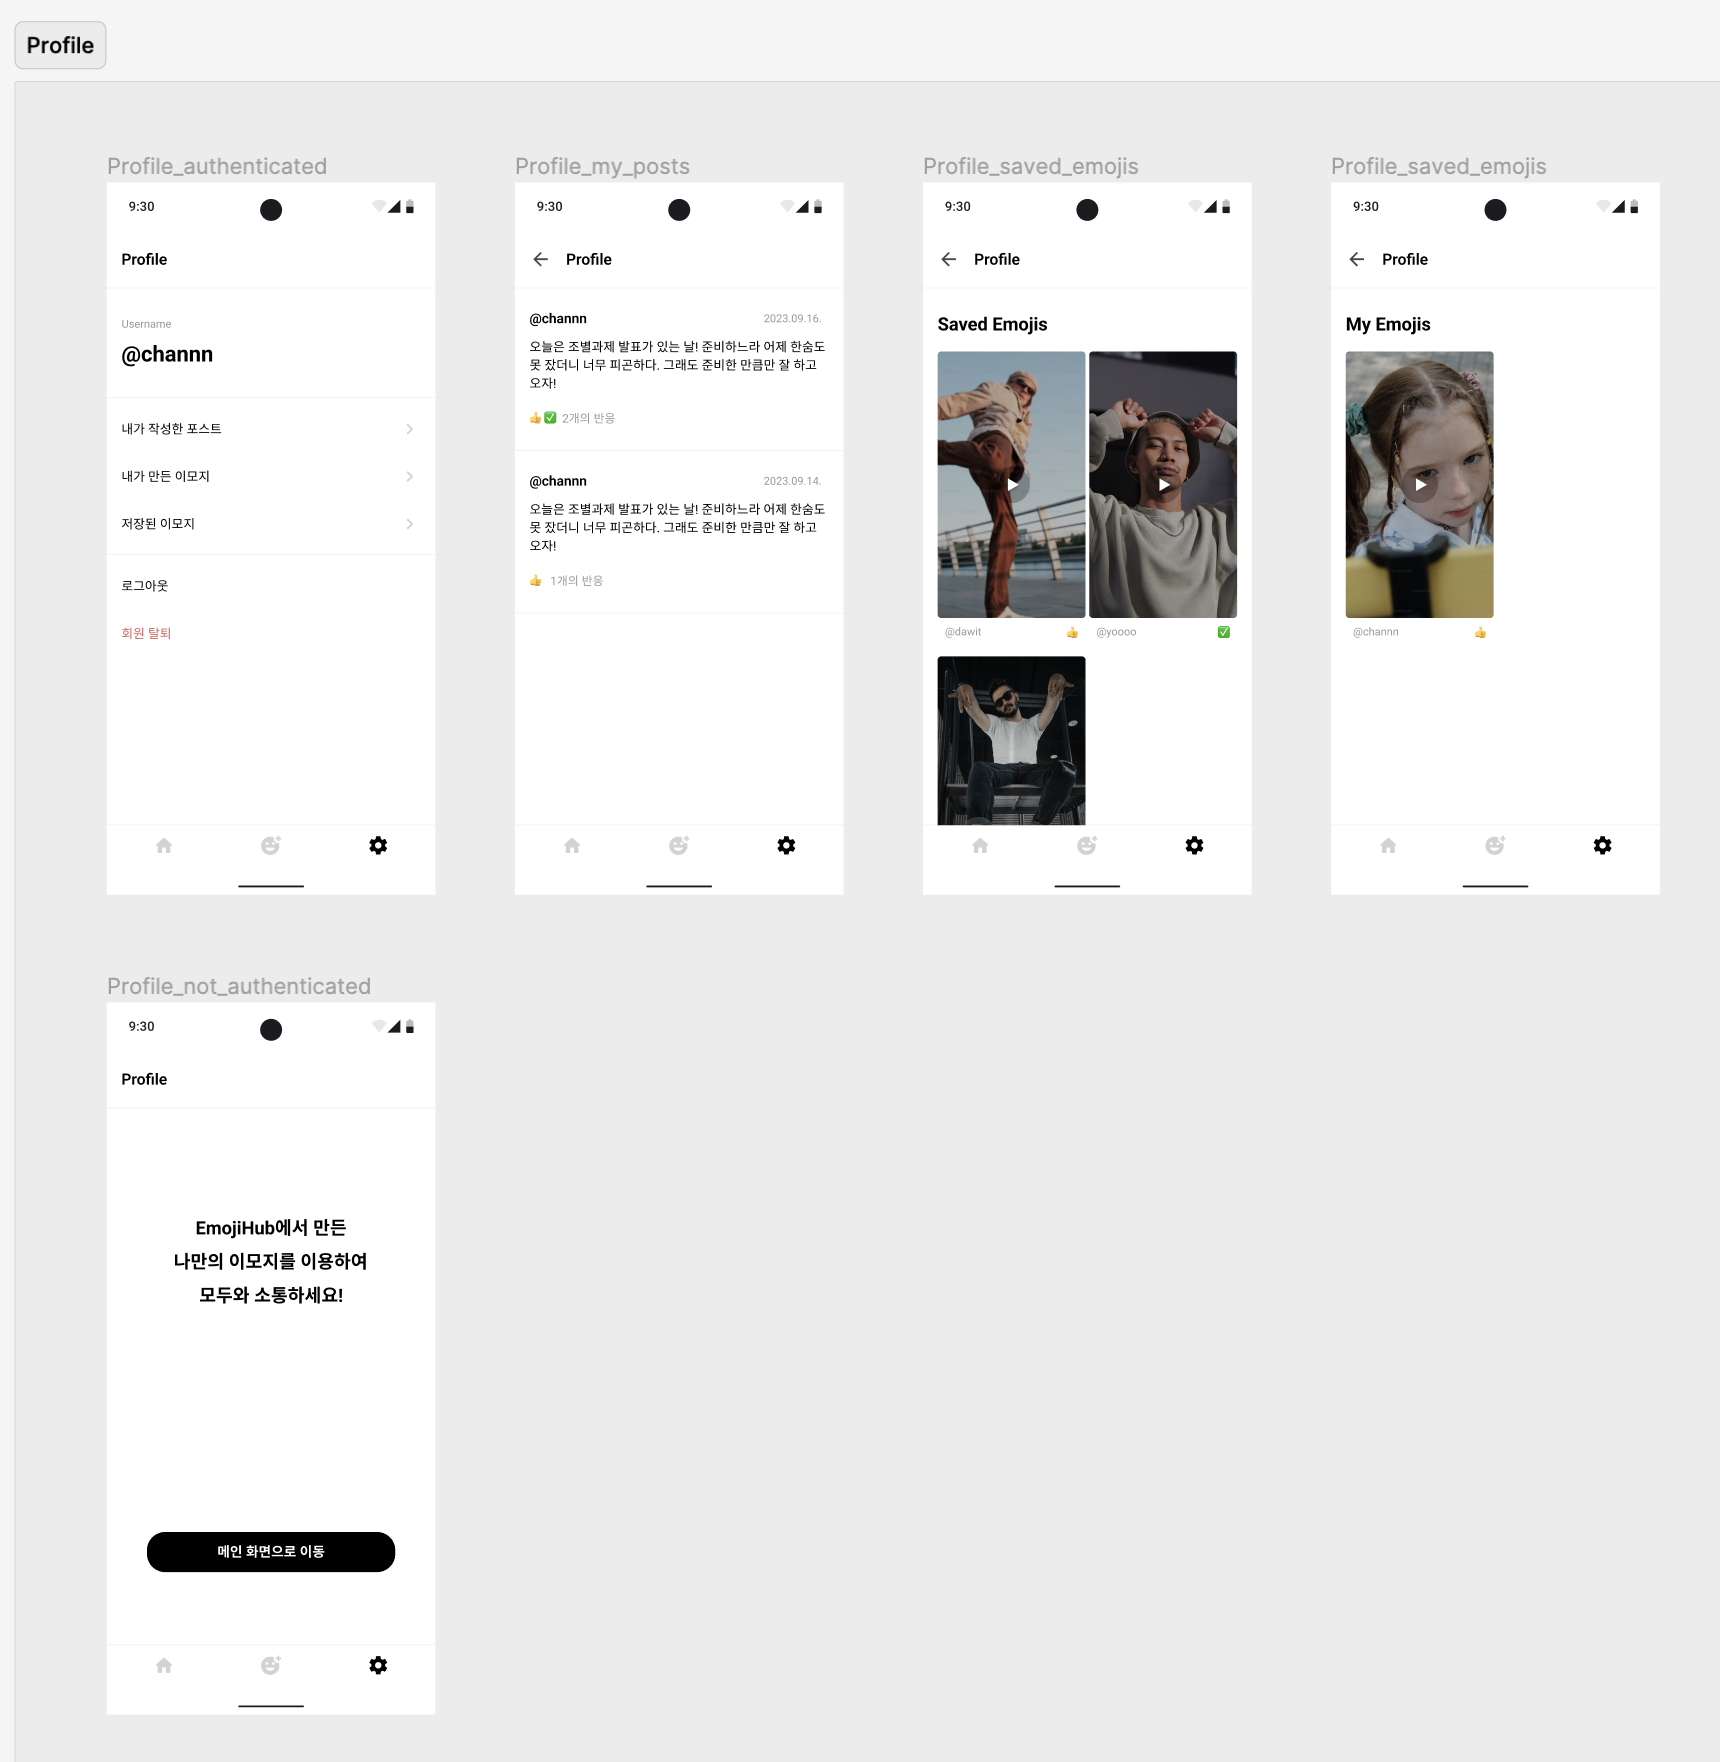 Profile
Profile_authenticated
9:30
Profile
Username
@channn
내가 작성한 포스트
내가 만든 이모지
저장된 이모지
로그아웃
회원 탈퇴
Profile_my_posts
9:30
Profile
@channn 2023.09.16.
오늘은 조별과제 발표가 있는 날! 준비하느라 어제 한숨도
못 잤더니 너무 피곤하다. 그래도 준비한 만큼만 잘 하고
오자!
👍✅ 2개의 반응
@channn 2023.09.14.
오늘은 조별과제 발표가 있는 날! 준비하느라 어제 한숨도
못 잤더니 너무 피곤하다. 그래도 준비한 만큼만 잘 하고
오자!
👍 1개의 반응
Profile_saved_emojis
9:30
Profile
Saved Emojis
@dawit 👍
@yoooo ✅
Profile_saved_emojis
9:30
Profile
My Emojis
@channn 👍
Profile_not_authenticated
9:30
Profile
EmojiHub에서 만든
나만의 이모지를 이용하여
모두와 소통하세요!
메인 화면으로 이동